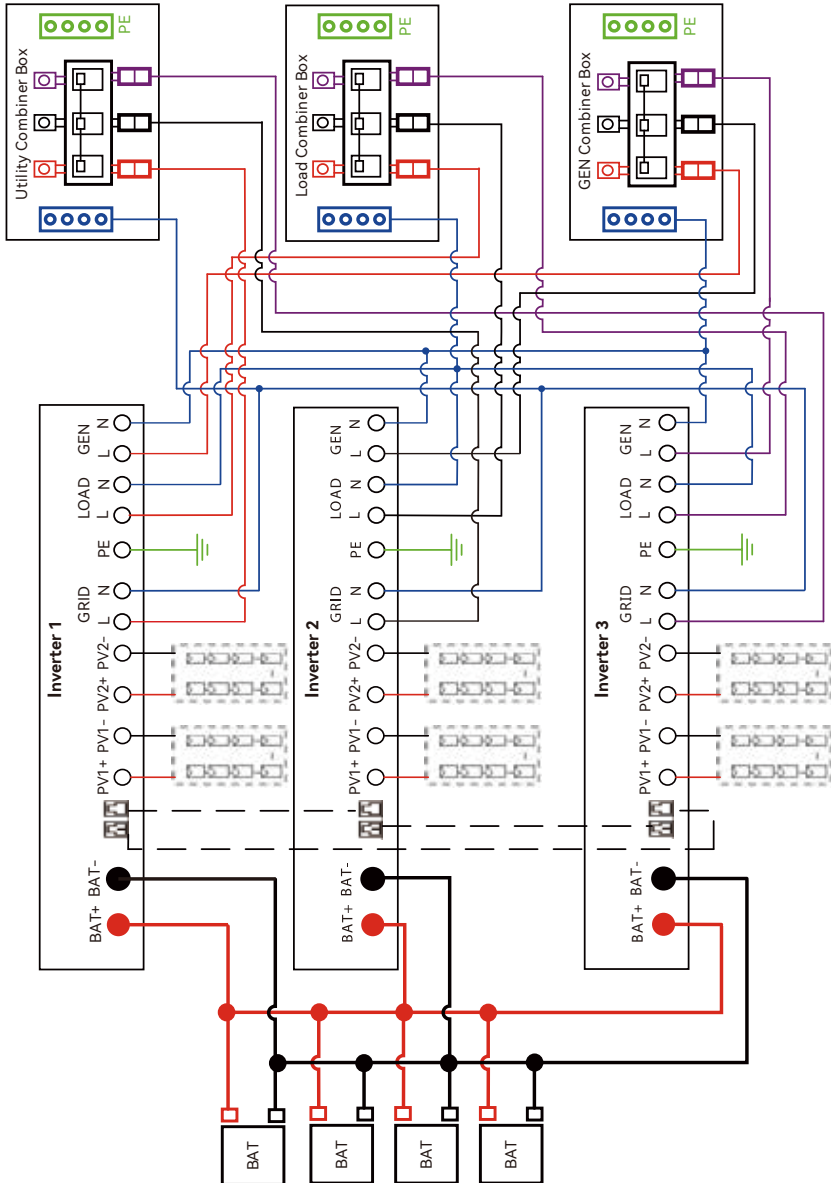 PE
Utility Combiner Box
PE
Load Combiner Box
PE
GEN Combiner Box
Inverter 1
GEN
N
L
LOAD
N
L
PE
GRID
N
L
PV2-
PV2+
PV1-
PV1+
BAT-
BAT+
Inverter 2
GEN
N
L
LOAD
N
L
PE
GRID
N
L
PV2-
PV2+
PV1-
PV1+
BAT-
BAT+
Inverter 3
GEN
N
L
LOAD
N
L
PE
GRID
N
L
PV2-
PV2+
PV1-
PV1+
BAT-
BAT+
BAT
BAT
BAT
BAT